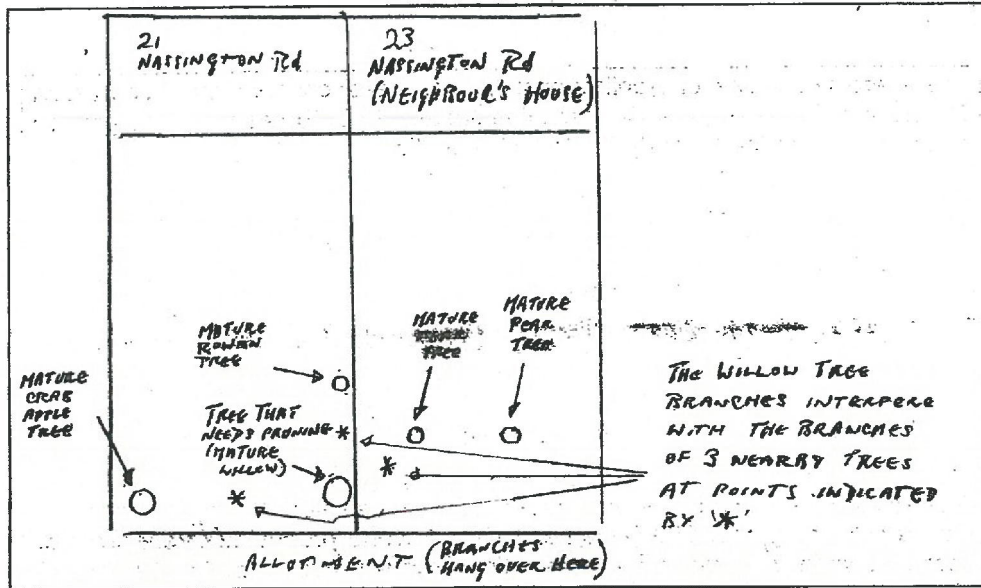 21
NASSINGTON Rd
23
NASSINGTON Rd
(NEIGHBOUR'S HOUSE)
MATURE
ROWAN
TREE
MATURE
TREE
MATURE
PEAR
TREE
MATURE
CRAB
APPLE
TREE
TREE THAT
NEEDS PRUNING *
(MATURE
WILLOW)
*
*
THE WILLOW TREE
BRANCHES INTERFERE
WITH THE BRANCHES
OF 3 NEARBY TREES
AT POINTS INDICATED
BY '*'.
ALLOTMENT (BRANCHES
HANG OVER HERE)